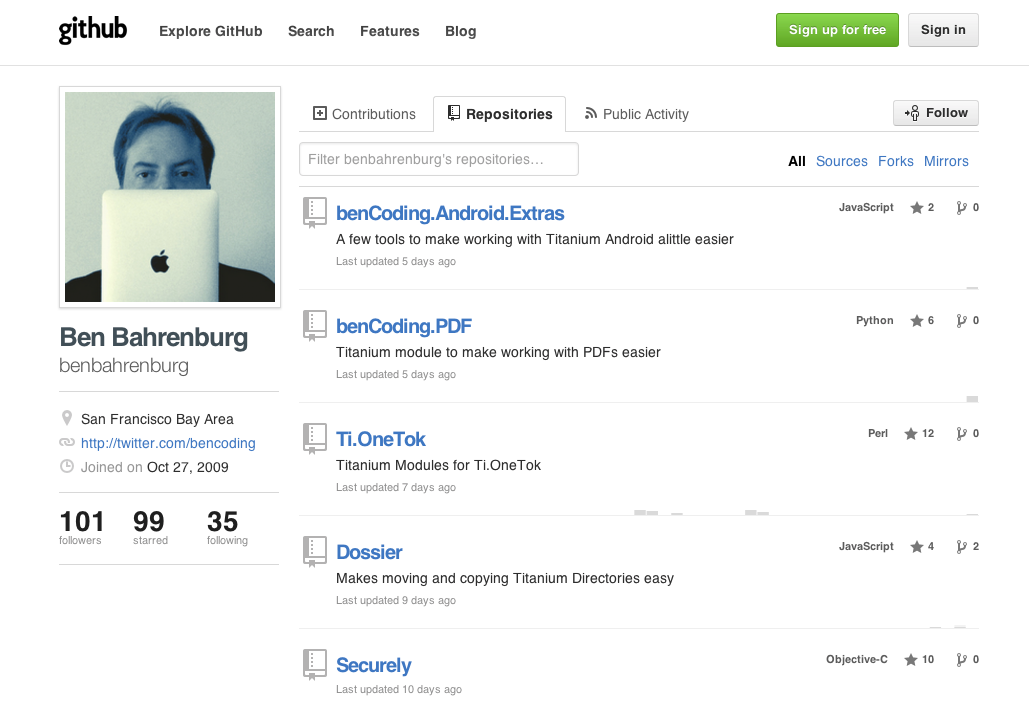 github Explore GitHub Search Features Blog Sign up for free Sign in
Contributions Repositories Public Activity Follow
Filter benbahrenburg's repositories… All Sources Forks Mirrors
benCoding.Android.Extras JavaScript 2 0
A few tools to make working with Titanium Android alittle easier
Last updated 5 days ago
benCoding.PDF Python 6 0
Titanium module to make working with PDFs easier
Last updated 5 days ago
Ti.OneTok Perl 12 0
Titanium Modules for Ti.OneTok
Last updated 7 days ago
Dossier JavaScript 4 2
Makes moving and copying Titanium Directories easy
Last updated 9 days ago
Securely Objective-C 10 0
Last updated 10 days ago
Ben Bahrenburg
benbahrenburg
San Francisco Bay Area
http://twitter.com/bencoding
Joined on Oct 27, 2009
101 99 35
followers starred following